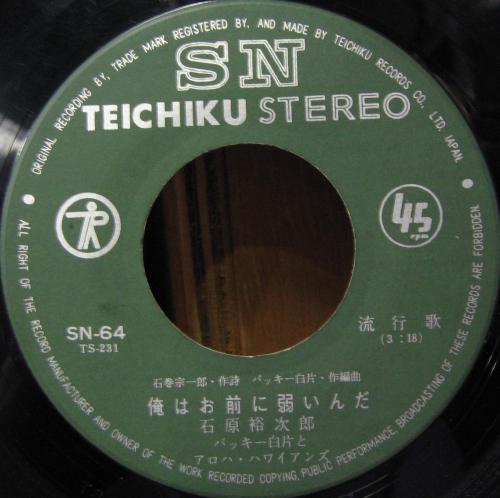 ORIGINAL RECORDING BY, TRADE MARK REGISTERED BY, AND MADE BY TEICHIKU RECORDS CO., LTD. JAPAN.
SN
TEICHIKU STEREO
45
rpm
SN-64
TS-231
流行歌
(3:18)
石巻宗一郎・作詩 バッキー白片・作編曲
俺はお前に弱いんだ
石原裕次郎
バッキー白片と
アロハ・ハワイアンズ
ALL RIGHT OF THE RECORD MANUFACTURER AND OWNER OF THE WORK RECORDED COPYING, PUBLIC PERFORMANCE, BROADCASTING OF THESE RECORDS ARE FORBIDDEN.